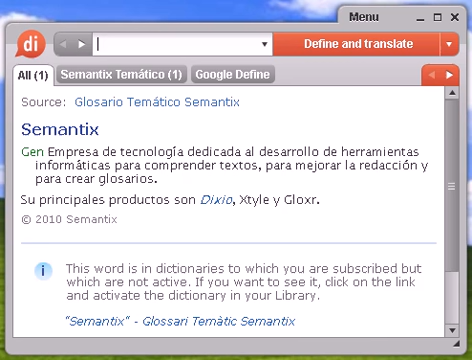 Menu
di
Define and translate
All (1) Semantix Temático (1) Google Define
Source: Glosario Temático Semantix
Semantix
Gen Empresa de tecnología dedicada al desarrollo de herramientas
informáticas para comprender textos, para mejorar la redacción y
para crear glosarios.
Su principales producton son Dixio, Xtyle y Gloxr.
© 2010 Semantix
i
This word is in dictionaries to which you are subscribed but
which are not active. If you want to see it, click on the link
and activate the dictionary in your Library.
"Semantix" - Glossari Temàtic Semantix